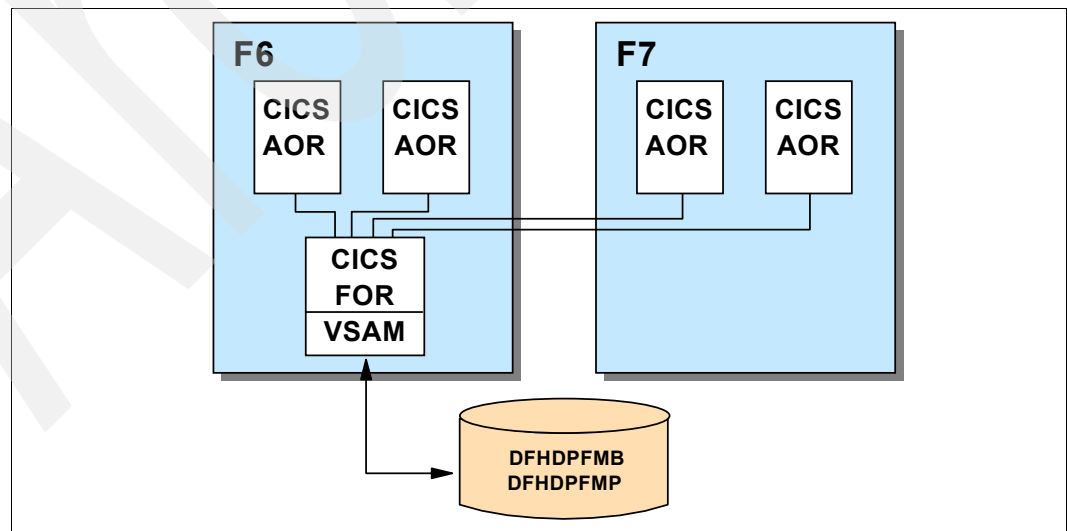 F6
CICS
AOR
CICS
AOR
F7
CICS
AOR
CICS
AOR
CICS
FOR
VSAM
DFHDPFMB
DFHDPFMP